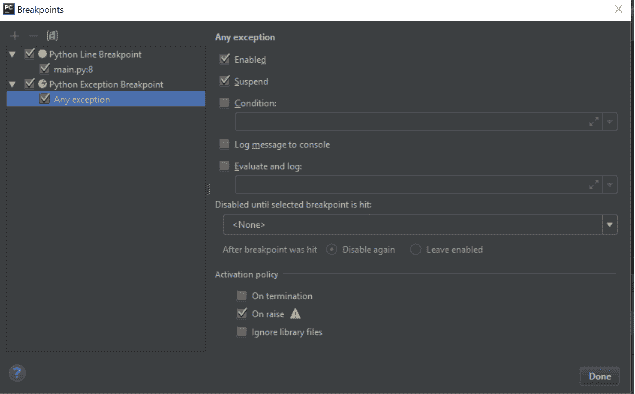 PC Breakpoints
Python Line Breakpoint
main.py:8
Python Exception Breakpoint
Any exception
Any exception
Enabled
Suspend
Condition:
Log message to console
Evaluate and log:
Disabled until selected breakpoint is hit:
<None>
After breakpoint was hit Disable again Leave enabled
Activation policy
On termination
On raise
Ignore library files
?
Done